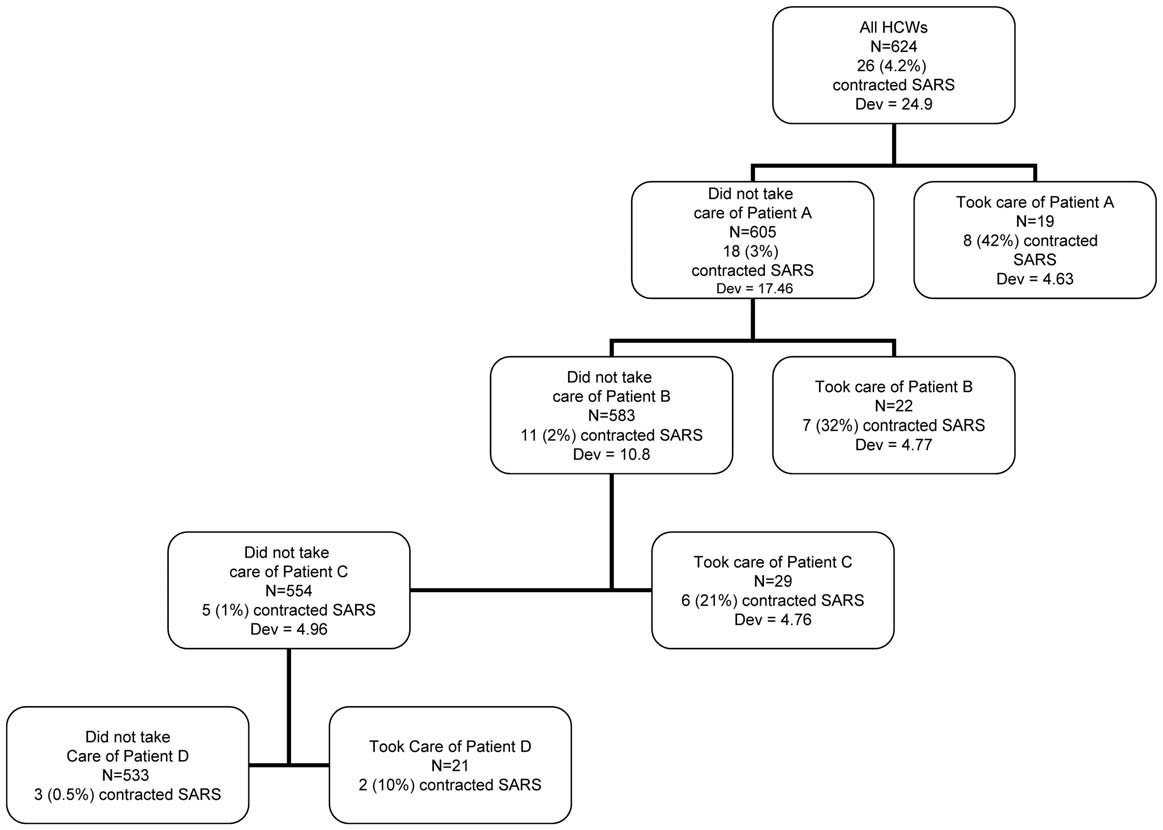 All HCWs
N=624
26 (4.2%)
contracted SARS
Dev = 24.9
Did not take
care of Patient A
N=605
18 (3%)
contracted SARS
Dev = 17.46
Took care of Patient A
N=19
8 (42%) contracted
SARS
Dev = 4.63
Did not take
care of Patient B
N=583
11 (2%) contracted SARS
Dev = 10.8
Took care of Patient B
N=22
7 (32%) contracted SARS
Dev = 4.77
Did not take
care of Patient C
N=554
5 (1%) contracted SARS
Dev = 4.96
Took care of Patient C
N=29
6 (21%) contracted SARS
Dev = 4.76
Did not take
Care of Patient D
N=533
3 (0.5%) contracted SARS
Took Care of Patient D
N=21
2 (10%) contracted SARS